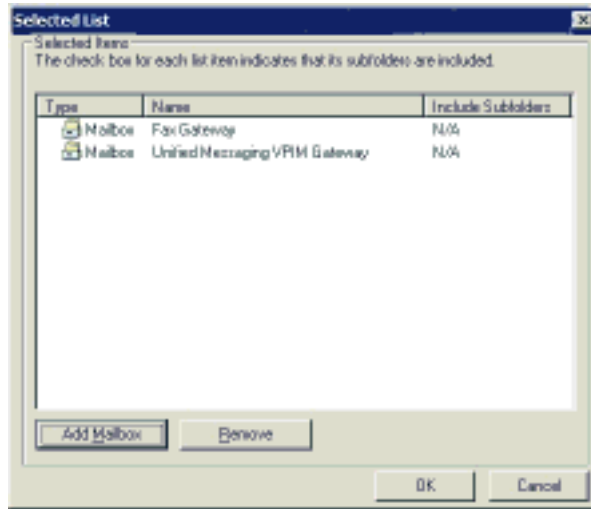 Selected List
Selected Items
The check box for each list item indicates that its subfolders are included.
Type Name Include Subfolders
Mailbox Fax Gateway N/A
Mailbox Unified Messaging VPIM Gateway N/A
Add Mailbox Remove
OK Cancel